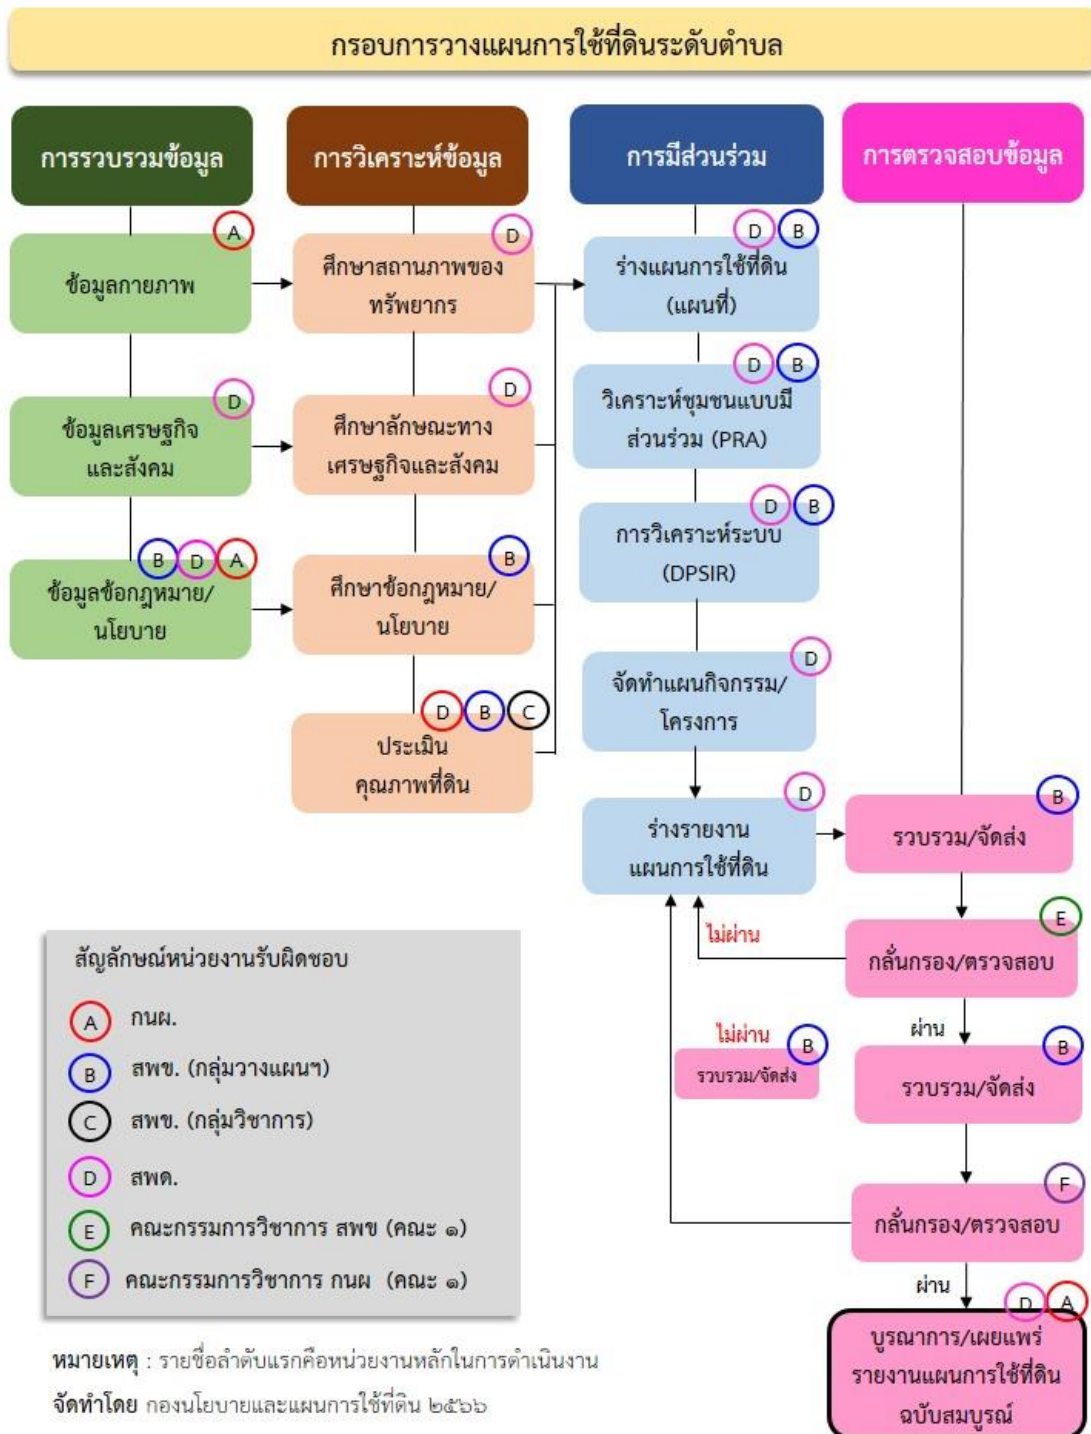 กรอบการวางแผนการใช้ที่ดินระดับตำบล
การรวบรวมข้อมูล
A
ข้อมูลกายภาพ
D
ข้อมูลเศรษฐกิจ
และสังคม
B D A
ข้อมูลข้อกฎหมาย/
นโยบาย
การวิเคราะห์ข้อมูล
D
ศึกษาสถานภาพของ
ทรัพยากร
D
ศึกษาลักษณะทาง
เศรษฐกิจและสังคม
B
ศึกษาข้อกฎหมาย/
นโยบาย
D B C
ประเมิน
คุณภาพที่ดิน
การมีส่วนร่วม
D B
ร่างแผนการใช้ที่ดิน
(แผนที่)
D B
วิเคราะห์ชุมชนแบบมี
ส่วนร่วม (PRA)
D B
การวิเคราะห์ระบบ
(DPSIR)
D
จัดทำแผนกิจกรรม/
โครงการ
D
ร่างรายงาน
แผนการใช้ที่ดิน
การตรวจสอบข้อมูล
B
รวบรวม/จัดส่ง
E
กลั่นกรอง/ตรวจสอบ
ไม่ผ่าน
ผ่าน
B
รวบรวม/จัดส่ง
ไม่ผ่าน
B
รวบรวม/จัดส่ง
F
กลั่นกรอง/ตรวจสอบ
ผ่าน
D A
บูรณาการ/เผยแพร่
รายงานแผนการใช้ที่ดิน
ฉบับสมบูรณ์
สัญลักษณ์หน่วยงานรับผิดชอบ
A กนผ.
B สพข. (กลุ่มวางแผนฯ)
C สพข. (กลุ่มวิชาการ)
D สพด.
E คณะกรรมการวิชาการ สพข (คณะ ๑)
F คณะกรรมการวิชาการ กนผ (คณะ ๑)
หมายเหตุ : รายชื่อลำดับแรกคือหน่วยงานหลักในการดำเนินงาน
จัดทำโดย กองนโยบายและแผนการใช้ที่ดิน ๒๕๖๖